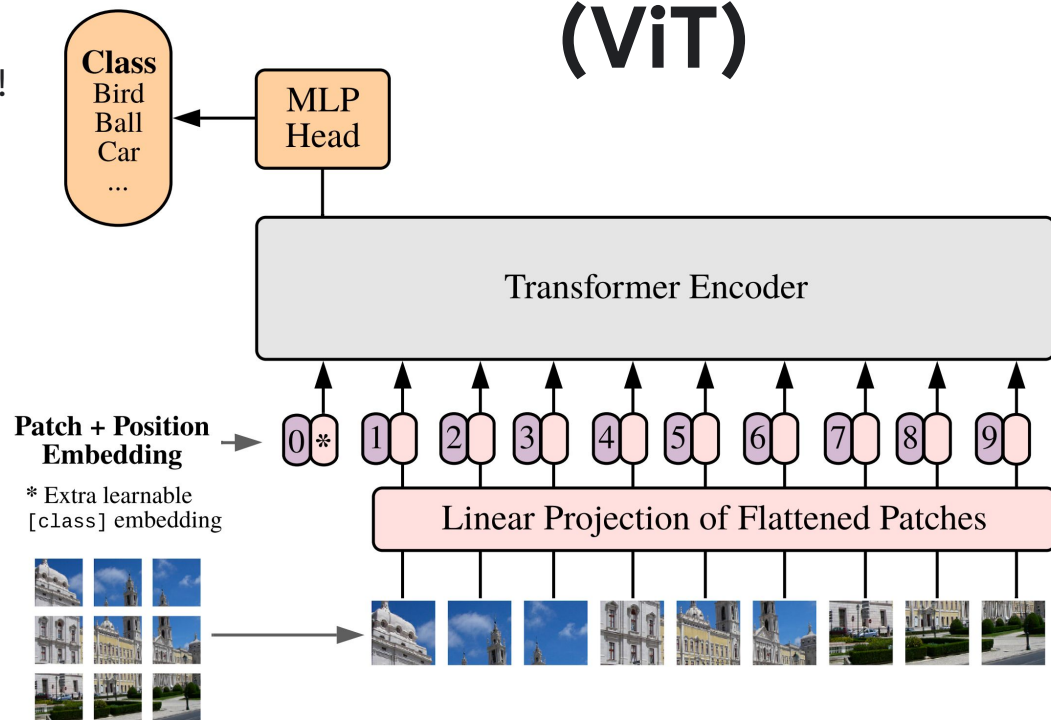 (ViT)
!
Class
Bird
Ball
Car
...
MLP
Head
Transformer Encoder
Patch + Position
Embedding
0 * 1 2 3 4 5 6 7 8 9
* Extra learnable
[class] embedding
Linear Projection of Flattened Patches